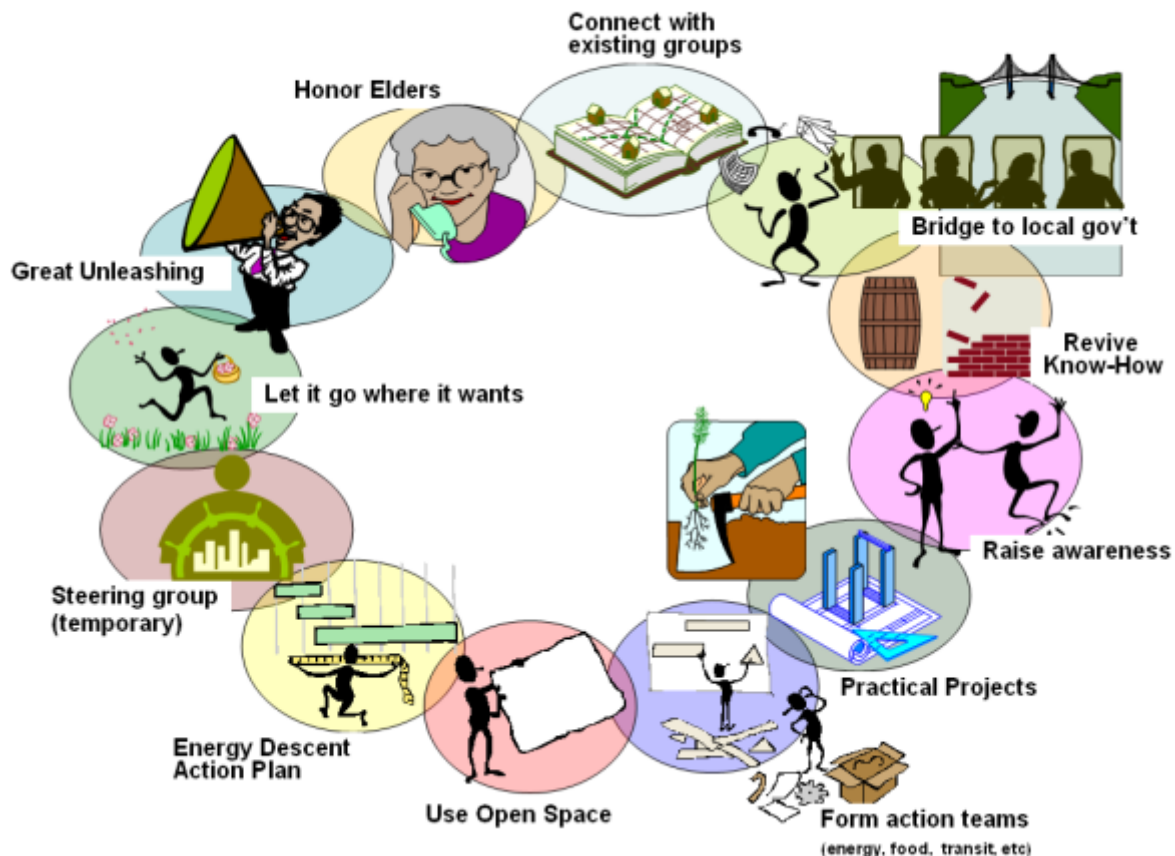 Connect with
existing groups
Honor Elders
Bridge to local gov't
Great Unleashing
Revive
Know-How
Let it go where it wants
Raise awareness
Steering group
(temporary)
Practical Projects
Energy Descent
Action Plan
Use Open Space
Form action teams
(energy, food, transit, etc)